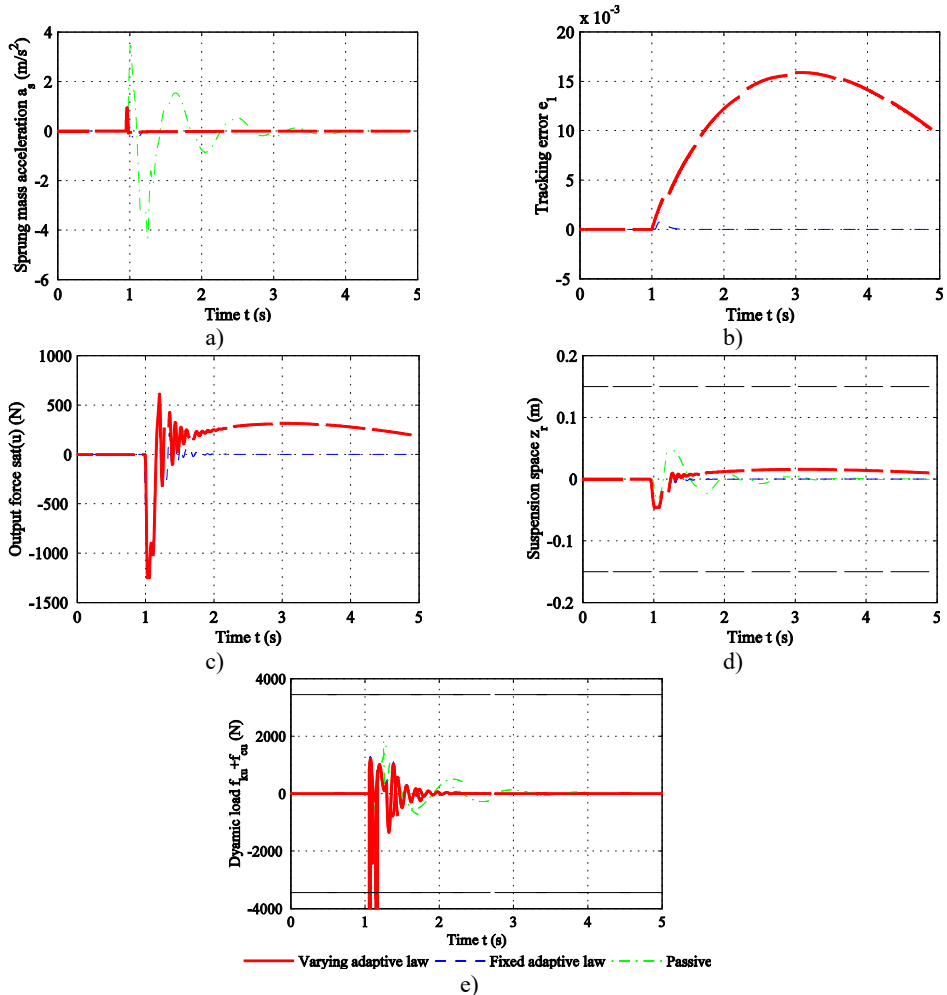 x 10⁻³
4
2
0
-2
-4
-6
Sprung mass acceleration a_s (m/s²)
0 1 2 3 4 5
Time t (s)
a)
20
15
10
5
0
-5
Tracking error e_1
0 1 2 3 4 5
Time t (s)
b)
1000
500
0
-500
-1000
-1500
Output force sat(u) (N)
0 1 2 3 4 5
Time t (s)
c)
0.2
0.1
0
-0.1
-0.2
Suspension space z_r (m)
0 1 2 3 4 5
Time t (s)
d)
4000
2000
0
-2000
-4000
Dyamic load f_ku+f_cu (N)
0 1 2 3 4 5
Time t (s)
Varying adaptive law Fixed adaptive law Passive
e)